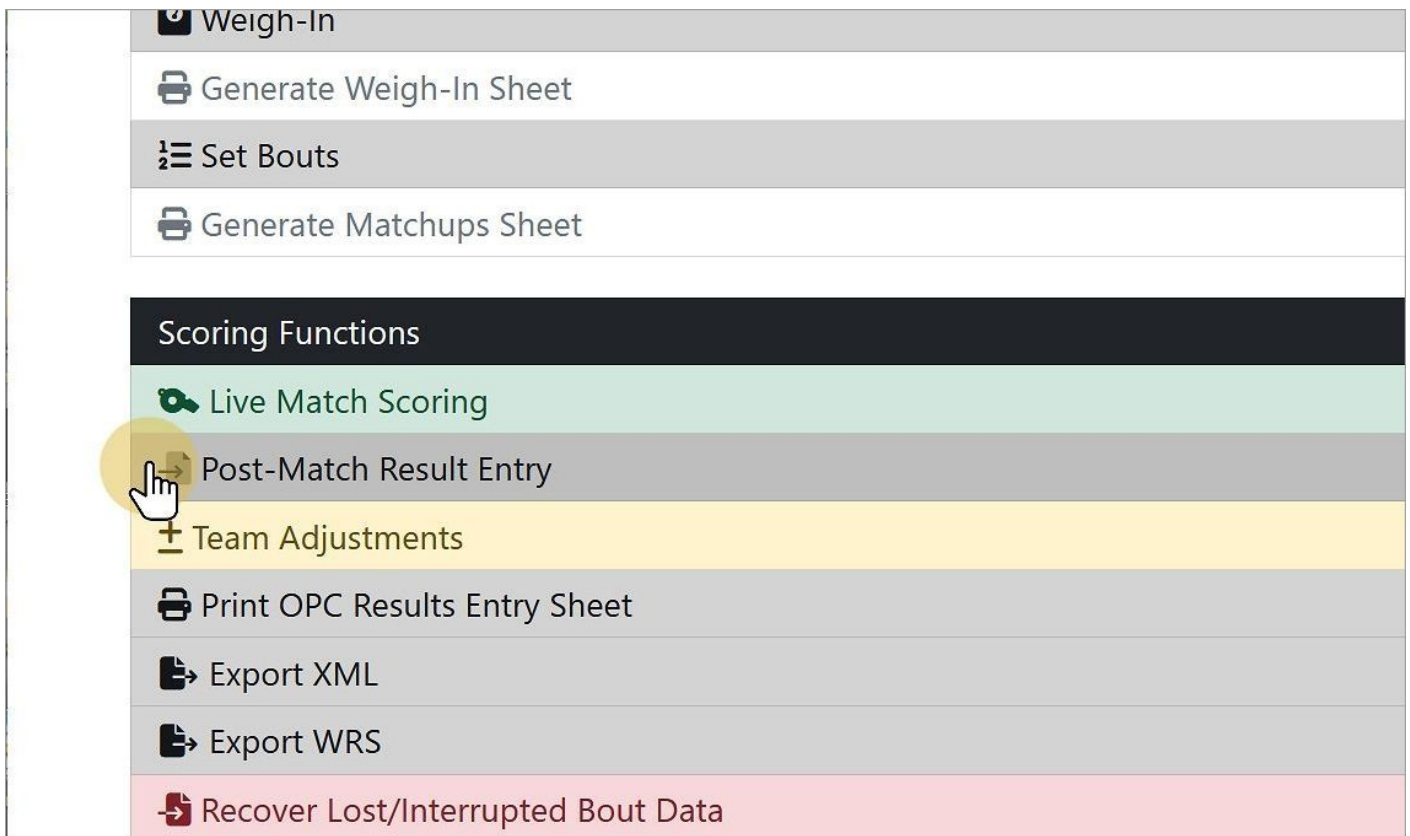 Weigh-In
Generate Weigh-In Sheet
Set Bouts
Generate Matchups Sheet
Scoring Functions
Live Match Scoring
Post-Match Result Entry
Team Adjustments
Print OPC Results Entry Sheet
Export XML
Export WRS
Recover Lost/Interrupted Bout Data